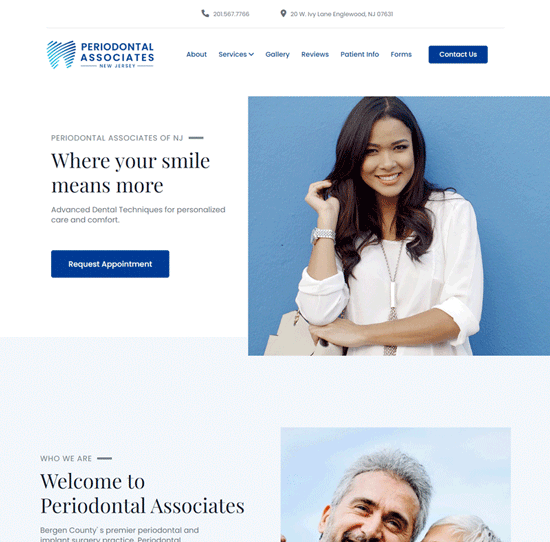 201.567.7766 20 W. Ivy Lane Englewood, NJ 07631
PERIODONTAL
ASSOCIATES
NEW JERSEY
About Services Gallery Reviews Patient Info Forms Contact Us
PERIODONTAL ASSOCIATES OF NJ
Where your smile
means more
Advanced Dental Techniques for personalized
care and comfort.
Request Appointment
WHO WE ARE
Welcome to
Periodontal Associates
Bergen County's premier periodontal and
implant surgery practice, Periodontal